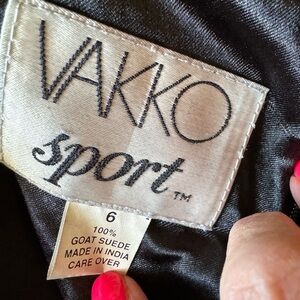 VAKKO
sport™
6
100%
GOAT SUEDE
MADE IN INDIA
CARE OVER